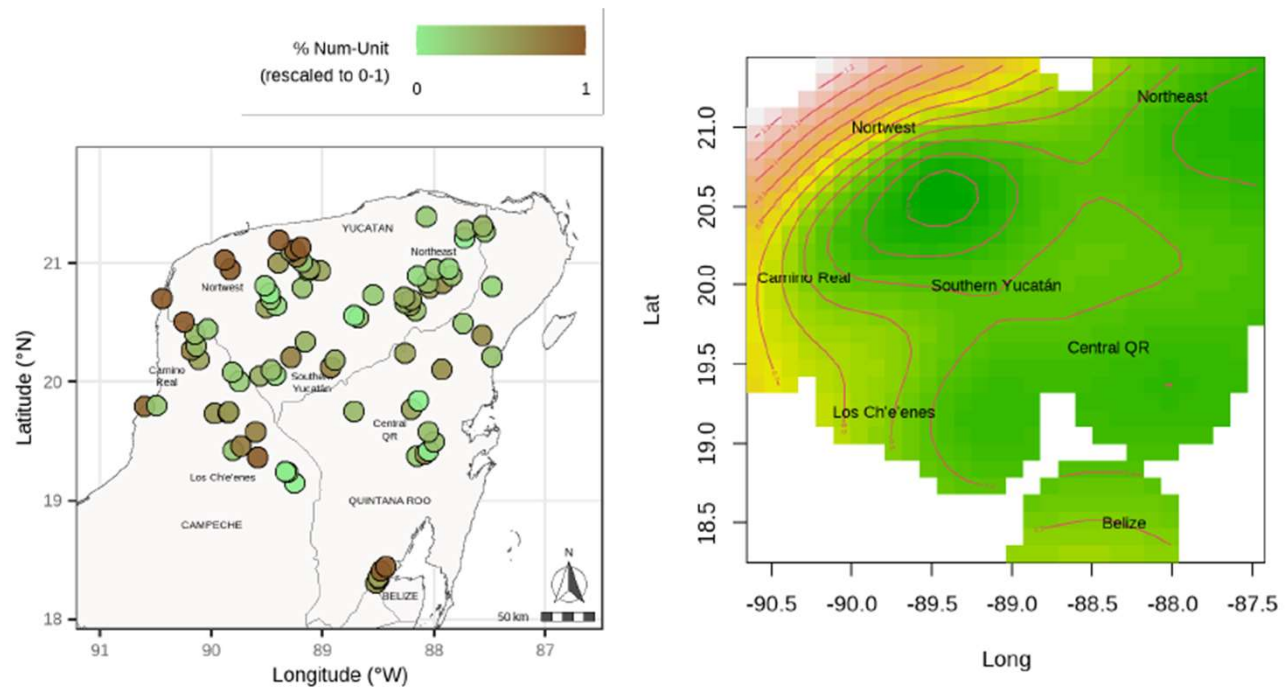 % Num-Unit
(rescaled to 0-1)
0
1
YUCATAN
Northeast
Nortwest
Camino
Real
Southern
Yucatán
Central
QR
Los Ch'e'enes
QUINTANA ROO
CAMPECHE
BELIZE
N
50 km
21
20
19
18
Latitude (°N)
91
90
89
88
87
Longitude (°W)
Northeast
Nortwest
Camino Real
Southern Yucatán
Central QR
Los Ch'e'enes
Belize
21.0
20.5
20.0
19.5
19.0
18.5
Lat
-90.5
-90.0
-89.5
-89.0
-88.5
-88.0
-87.5
Long